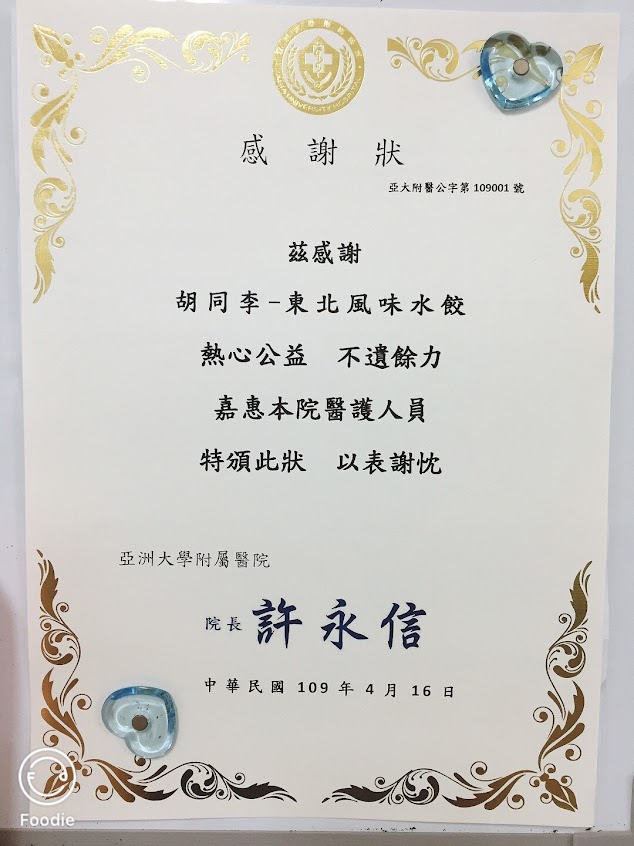 感謝狀
亞大附醫公字第 109001 號
茲感謝
胡同李-東北風味水餃
熱心公益 不遺餘力
嘉惠本院醫護人員
特頒此狀 以表謝忱
亞洲大學附屬醫院
院長 許永信
中華民國 109 年 4 月 16 日
Foodie